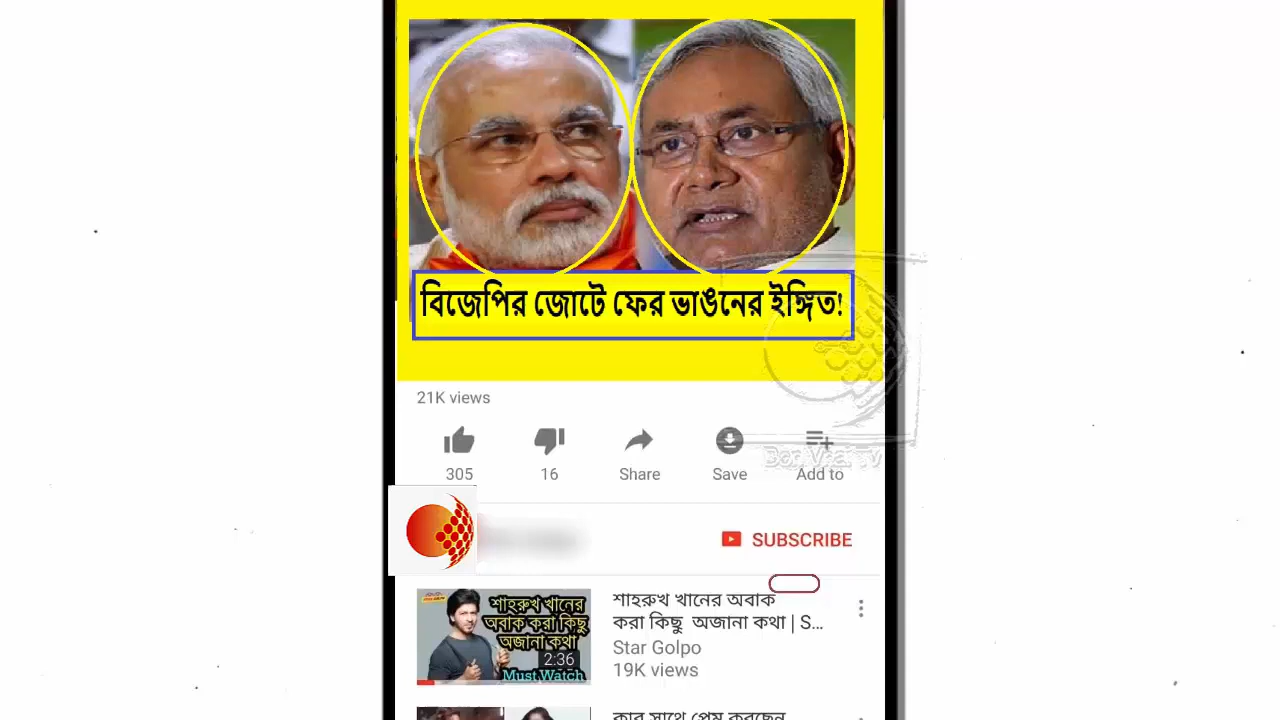 বিজেপির জোটে ফের ভাঙনের ইঙ্গিত!
21K views
305
16
Share
Save
Add to
SUBSCRIBE
শাহরুখ খানের
অবাক করা কিছু
অজানা কথা
2:36
Must Watch
শাহরুখ খানের অবাক
করা কিছু অজানা কথা | S...
Star Golpo
19K views